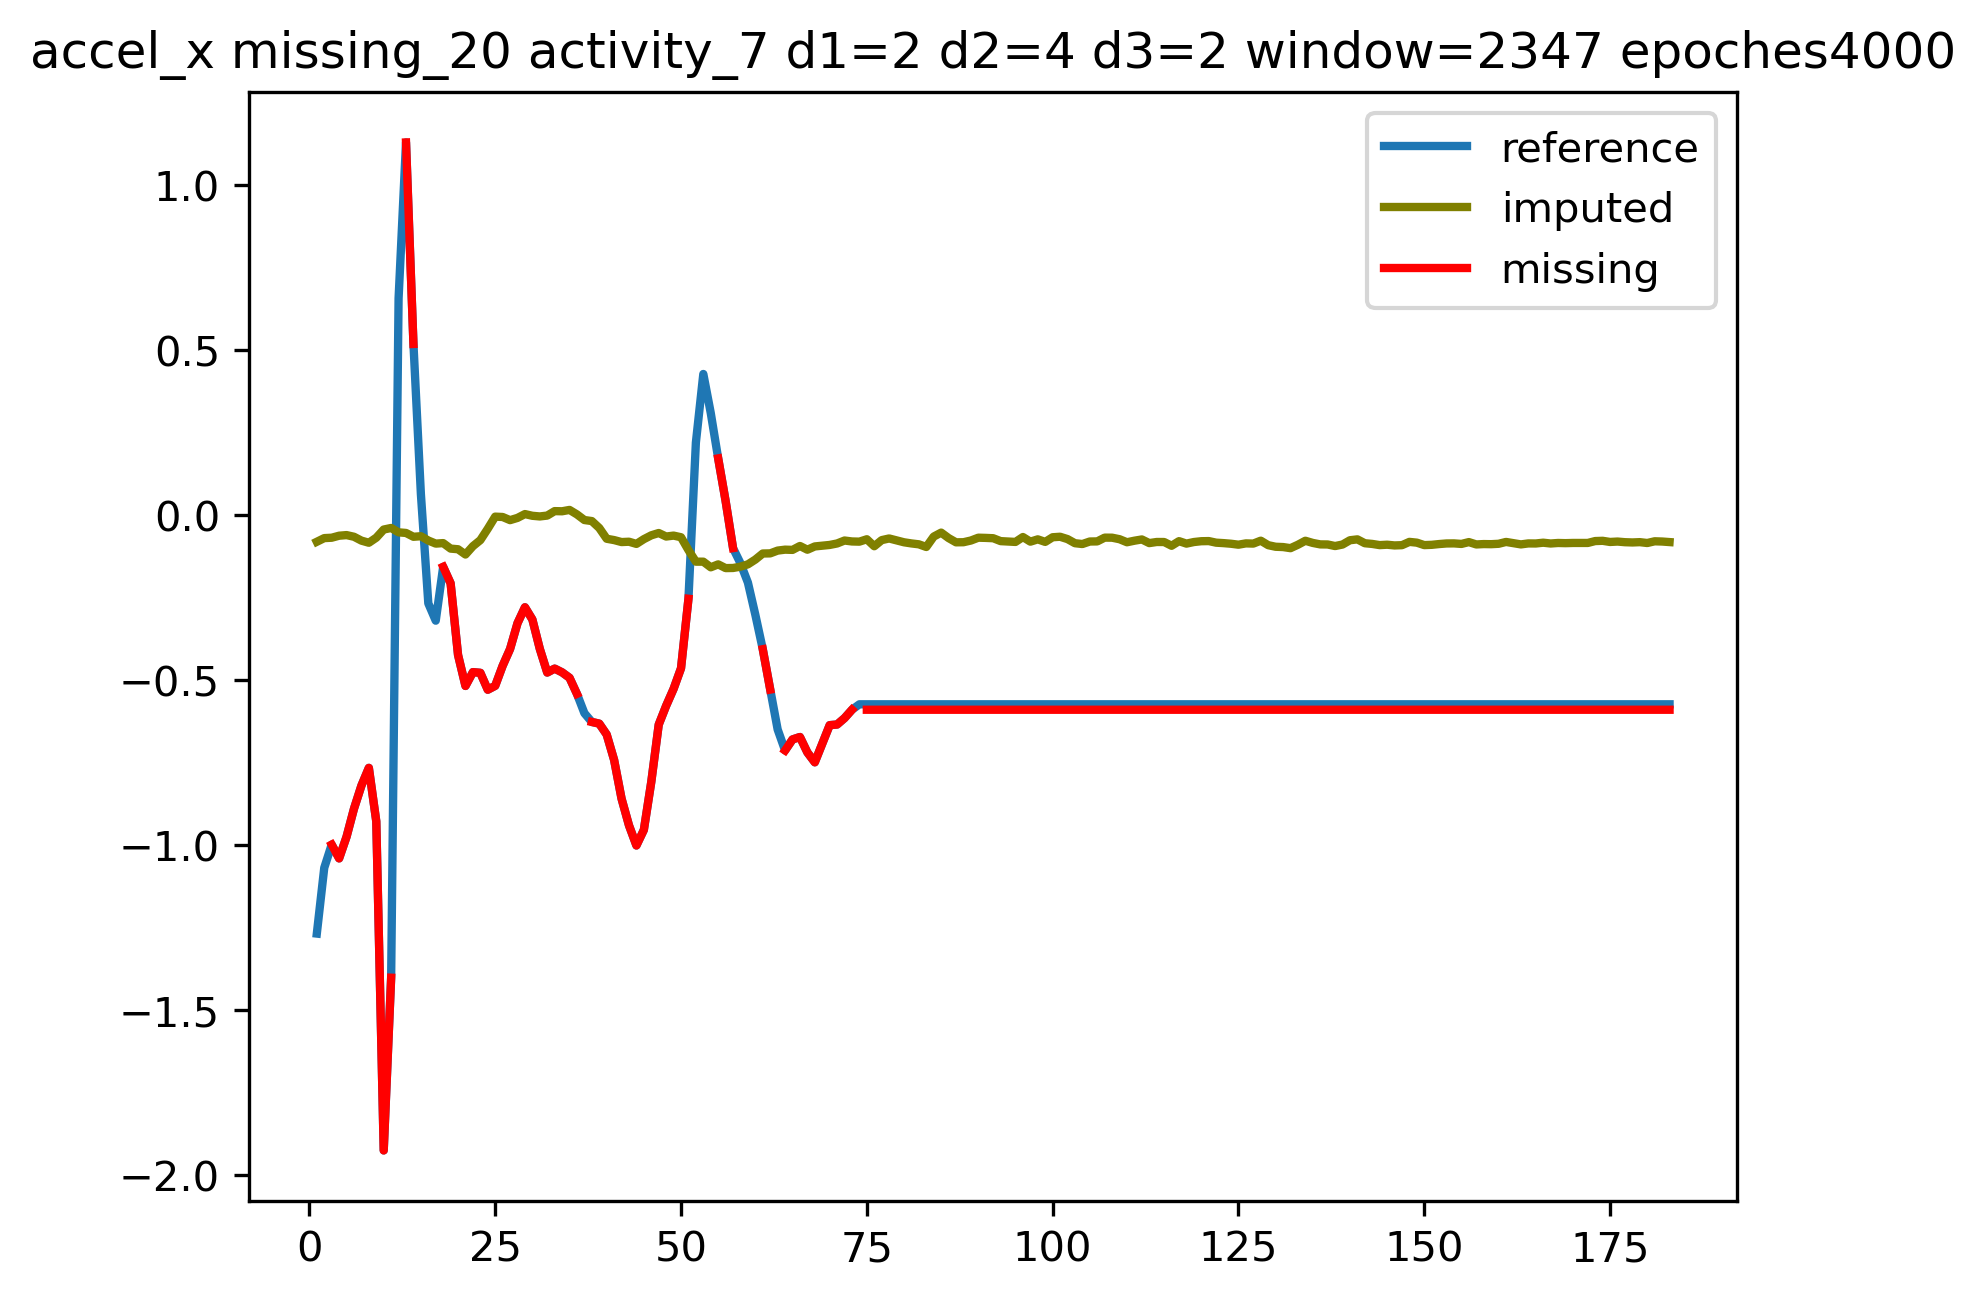 accel_x missing_20 activity_7 d1=2 d2=4 d3=2 window=2347 epoches4000
reference
imputed
missing
1.0
0.5
0.0
−0.5
−1.0
−1.5
−2.0
0 25 50 75 100 125 150 175